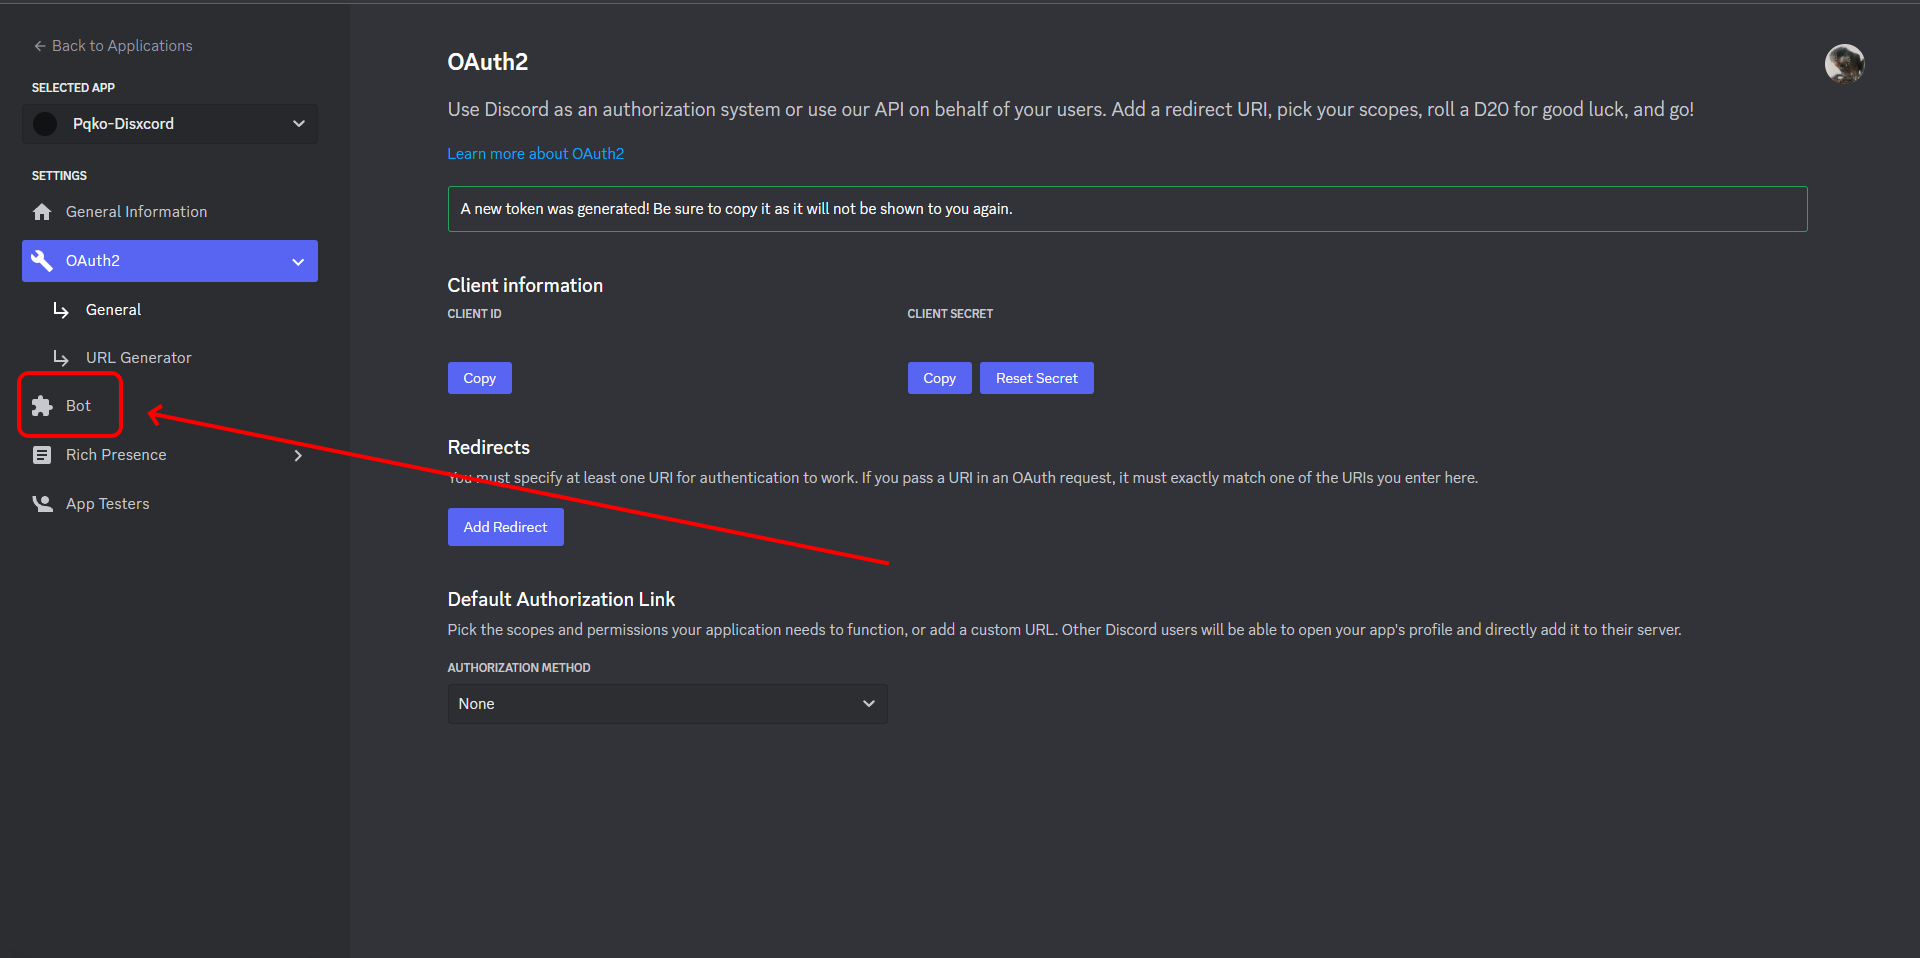 Back to Applications
SELECTED APP
Pqko-Disxcord
SETTINGS
General Information
OAuth2
General
URL Generator
Bot
Rich Presence
App Testers
OAuth2
Use Discord as an authorization system or use our API on behalf of your users. Add a redirect URI, pick your scopes, roll a D20 for good luck, and go!
Learn more about OAuth2
A new token was generated! Be sure to copy it as it will not be shown to you again.
Client information
CLIENT ID
CLIENT SECRET
Copy
Copy
Reset Secret
Redirects
You must specify at least one URI for authentication to work. If you pass a URI in an OAuth request, it must exactly match one of the URIs you enter here.
Add Redirect
Default Authorization Link
Pick the scopes and permissions your application needs to function, or add a custom URL. Other Discord users will be able to open your app's profile and directly add it to their server.
AUTHORIZATION METHOD
None